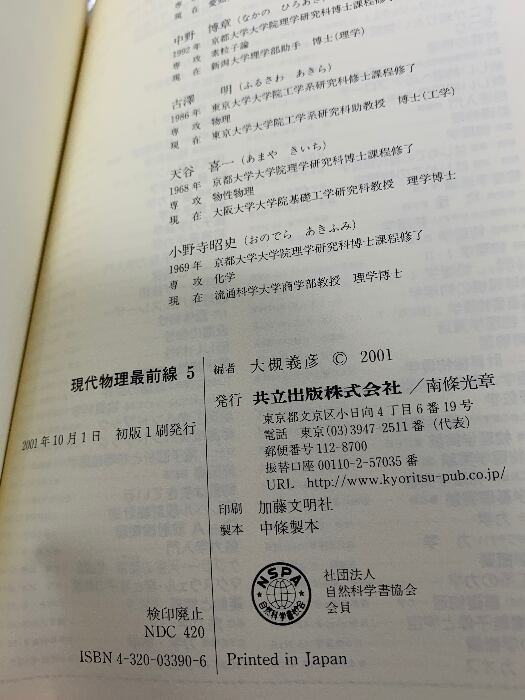 中野 博章(なかの ひろあき)
1992年 京都大学大学院理学研究科博士課程修了
専攻 素粒子論
現在 新潟大学理学部助手 博士(理学)
古澤 明(ふるさわ あきら)
1986年 東京大学大学院工学系研究科修士課程修了
専攻 物理
現在 東京大学大学院工学系研究科助教授 博士(工学)
天谷 喜一(あまや きいち)
1968年 京都大学大学院理学研究科博士課程修了
専攻 物性物理
現在 大阪大学大学院基礎工学研究科教授 理学博士
小野寺昭史(おのでら あきふみ)
1969年 京都大学大学院理学研究科博士課程修了
専攻 化学
現在 流通科学大学商学部教授 理学博士
現代物理最前線 5
2001年10月1日 初版1刷発行
検印廃止
NDC 420
ISBN 4-320-03390-6
編者 大槻義彦 © 2001
発行 共立出版株式会社/南條光章
東京都文京区小日向4丁目6番19号
電話 東京(03)3947-2511番(代表)
郵便番号112-8700
振替口座00110-2-57035番
URL http://www.kyoritsu-pub.co.jp/
印刷 加藤文明社
製本 中條製本
NSPA
自然科学書協会
社団法人
自然科学書協会
会員
Printed in Japan